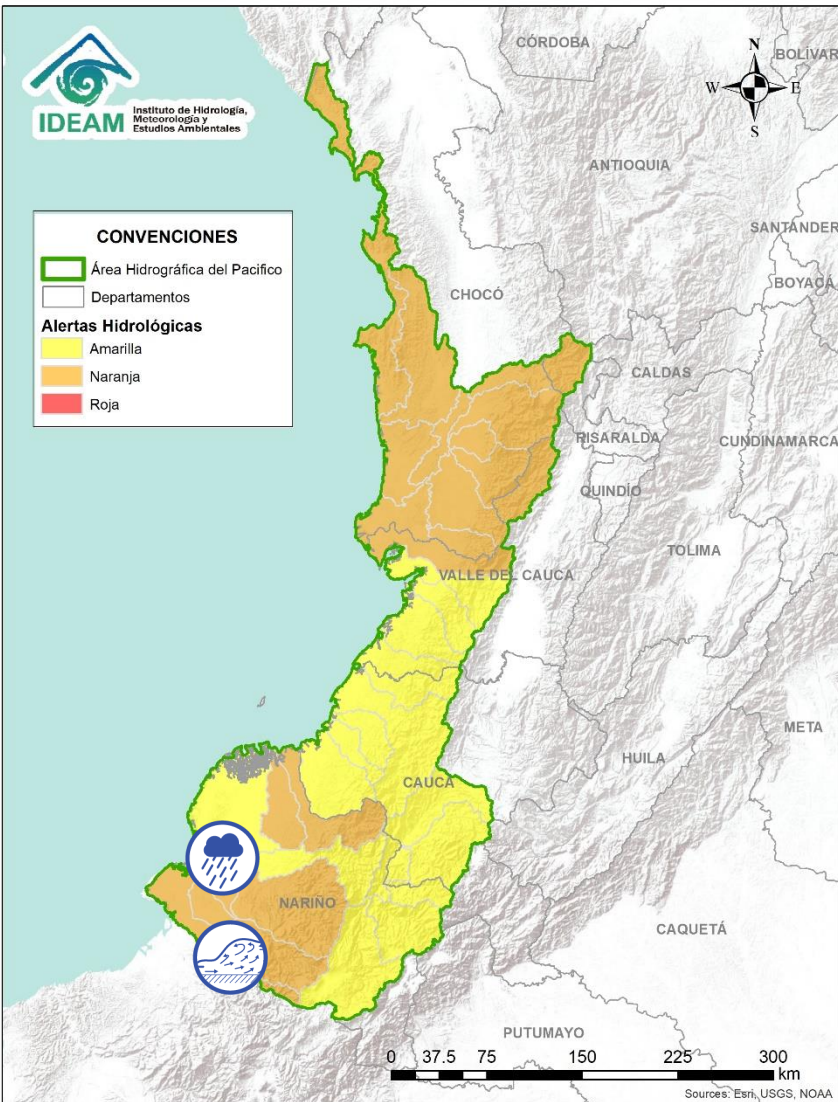 IDEAM
Instituto de Hidrología,
Meteorología y
Estudios Ambientales
N
W E
S
CÓRDOBA
BOLÍVAR
ANTIOQUIA
SANTANDER
BOYACÁ
CHOCÓ
CALDAS
RISARALDA
CUNDINAMARCA
QUINDÍO
TOLIMA
VALLE DEL CAUCA
META
HUILA
CAUCA
NARIÑO
CAQUETÁ
PUTUMAYO
CONVENCIONES
Área Hidrográfica del Pacifico
Departamentos
Alertas Hidrológicas
Amarilla
Naranja
Roja
0 37.5 75 150 225 300
km
Sources: Esri, USGS, NOAA